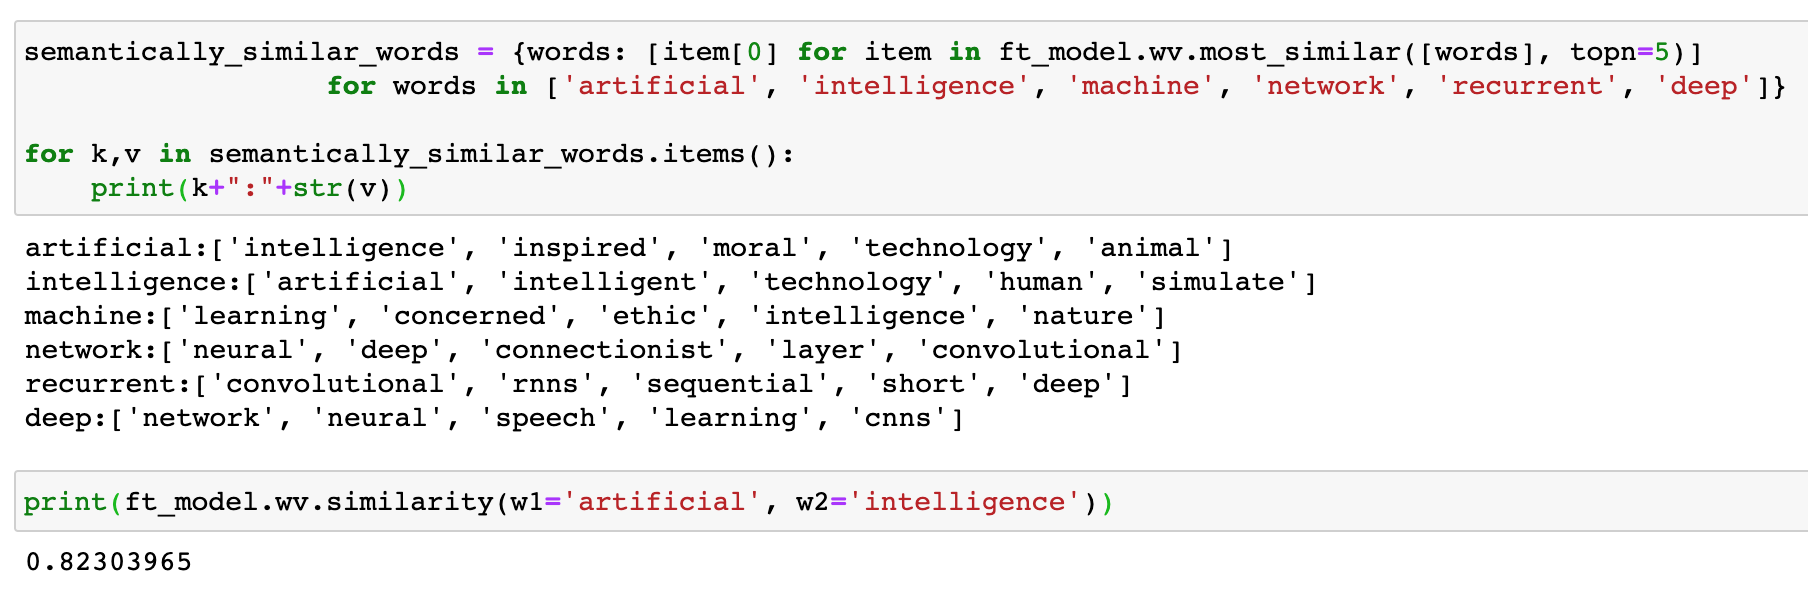 semantically_similar_words = {words: [item[0] for item in ft_model.wv.most_similar([words], topn=5)]
                  for words in ['artificial', 'intelligence', 'machine', 'network', 'recurrent', 'deep']}
for k,v in semantically_similar_words.items():
    print(k+":"+str(v))
artificial:['intelligence', 'inspired', 'moral', 'technology', 'animal']
intelligence:['artificial', 'intelligent', 'technology', 'human', 'simulate']
machine:['learning', 'concerned', 'ethic', 'intelligence', 'nature']
network:['neural', 'deep', 'connectionist', 'layer', 'convolutional']
recurrent:['convolutional', 'rnns', 'sequential', 'short', 'deep']
deep:['network', 'neural', 'speech', 'learning', 'cnns']
print(ft_model.wv.similarity(w1='artificial', w2='intelligence'))
0.82303965